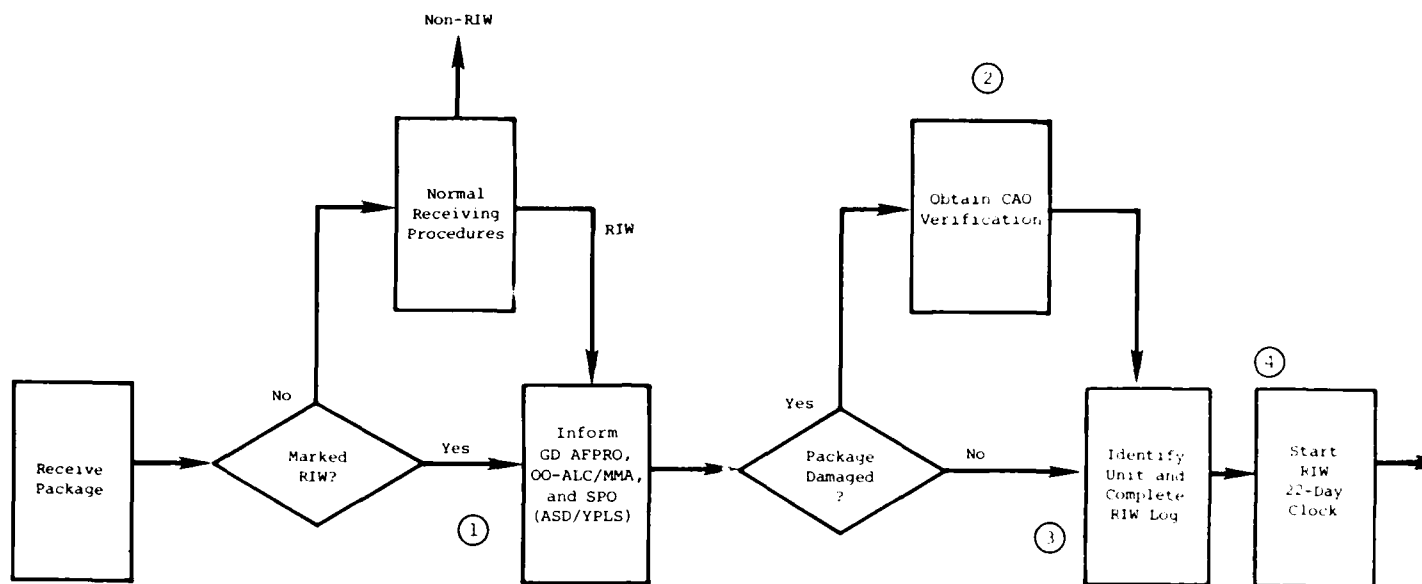 Non-RIW
2
Normal
Receiving
Procedures
Obtain CAO
Verification
RIW
4
No
Yes
Receive
Package
Marked
RIW?
Yes
Inform
GD AFPRO,
OO-ALC/MMA,
and SPO
(ASD/YPLS)
Package
Damaged
?
No
Identify
Unit and
Complete
RIW Log
Start
RIW
22-Day
Clock
1
3